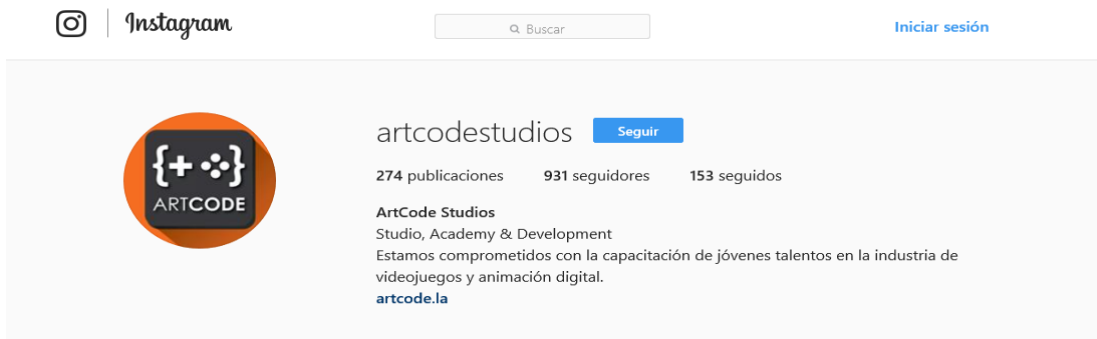 Instagram
Buscar
Iniciar sesión
{+ }
ARTCODE
artcodestudios Seguir
274 publicaciones 931 seguidores 153 seguidos
ArtCode Studios
Studio, Academy & Development
Estamos comprometidos con la capacitación de jóvenes talentos en la industria de
videojuegos y animación digital.
artcode.la